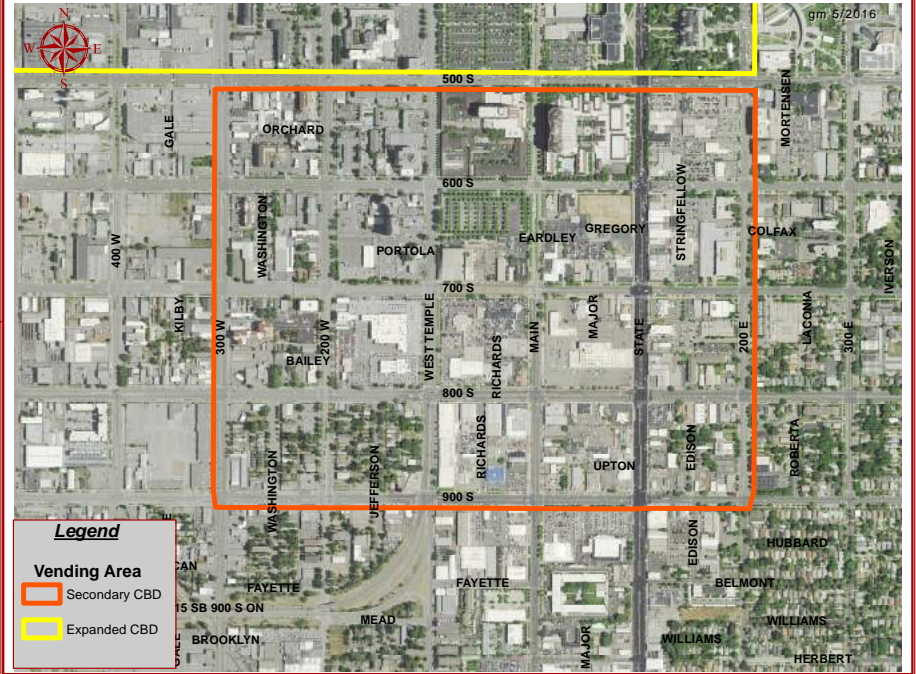 gm 5/2016
N
W E
S
500 S
MORTENSEN
GALE
ORCHARD
600 S
STRINGFELLOW
WASHINGTON
GREGORY
COLFAX
EARDLEY
400 W
PORTOLA
IVERSON
700 S
KILBY
300 W
200 W
WEST TEMPLE
MAIN
MAJOR
STATE
200 E
LACONIA
300 E
BAILEY
RICHARDS
800 S
RICHARDS
EDISON
ROBERTA
UPTON
WASHINGTON
JEFFERSON
900 S
Legend
E
EDISON
HUBBARD
Vending Area
CAN
FAYETTE
FAYETTE
BELMONT
Secondary CBD
15 SB 900 S ON
MEAD
WILLIAMS
Expanded CBD
BROOKLYN
MAJOR
WILLIAMS
HERBERT